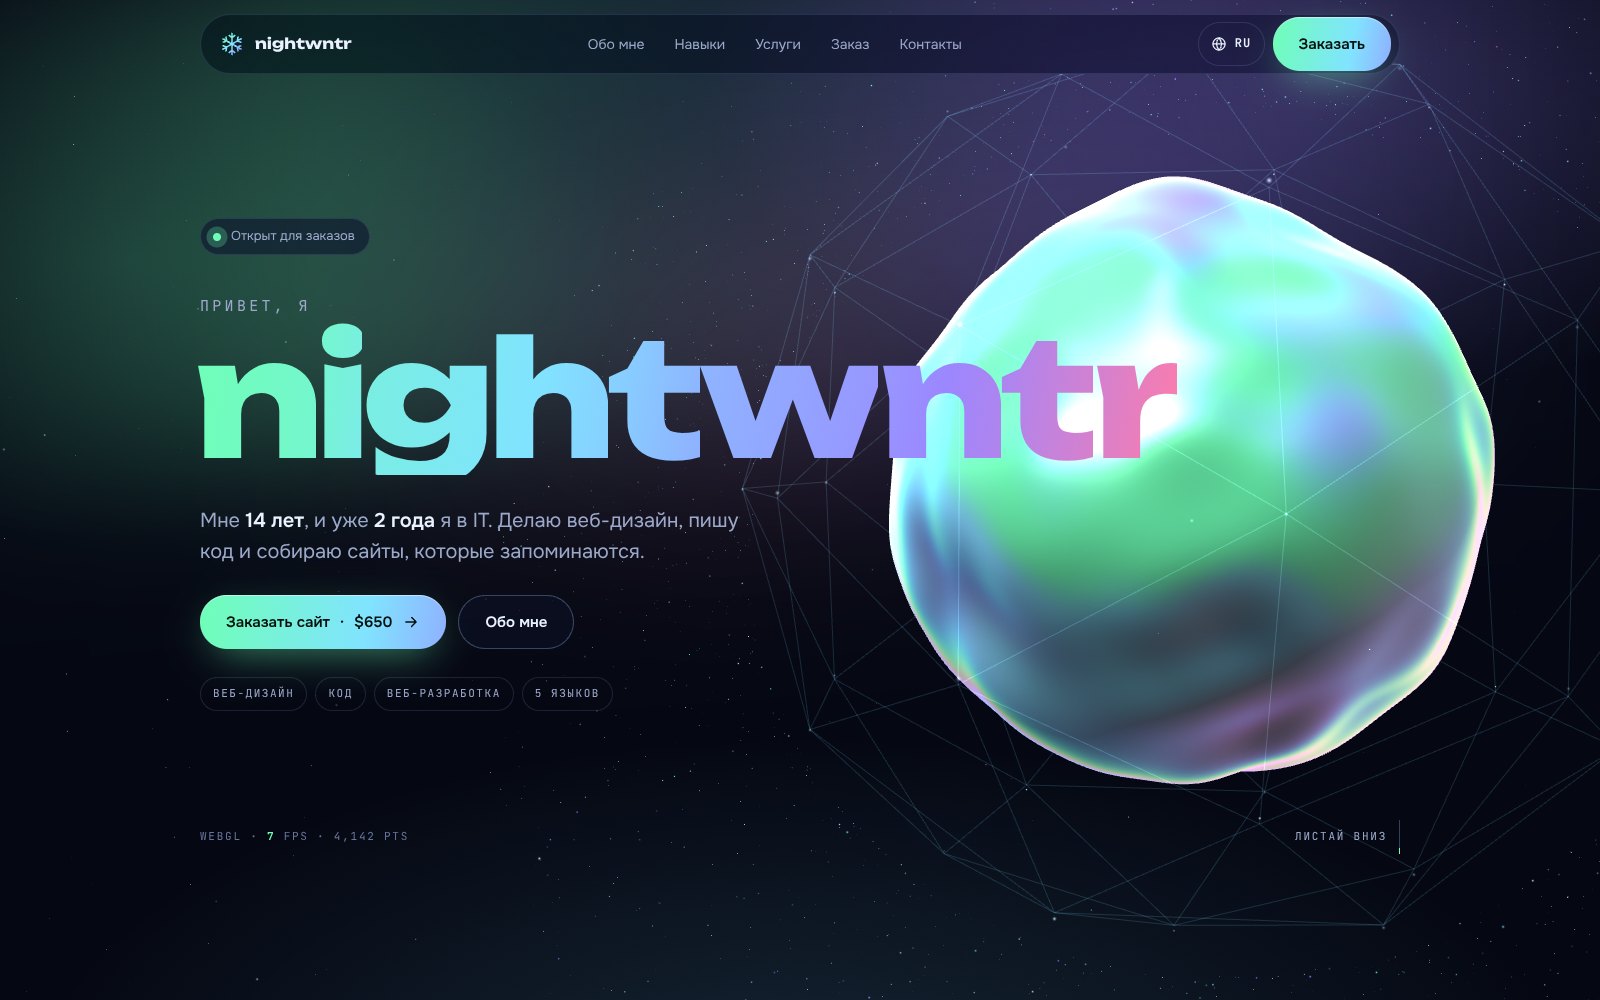 nightwntr
Обо мне
Навыки
Услуги
Заказ
Контакты
RU
Заказать
Открыт для заказов
ПРИВЕТ, Я
nightwntr
Мне 14 лет, и уже 2 года я в IT. Делаю веб-дизайн, пишу
код и собираю сайты, которые запоминаются.
Заказать сайт · $650 →
Обо мне
ВЕБ-ДИЗАЙН
КОД
ВЕБ-РАЗРАБОТКА
5 ЯЗЫКОВ
WEBGL · 7 FPS · 4,142 PTS
ЛИСТАЙ ВНИЗ